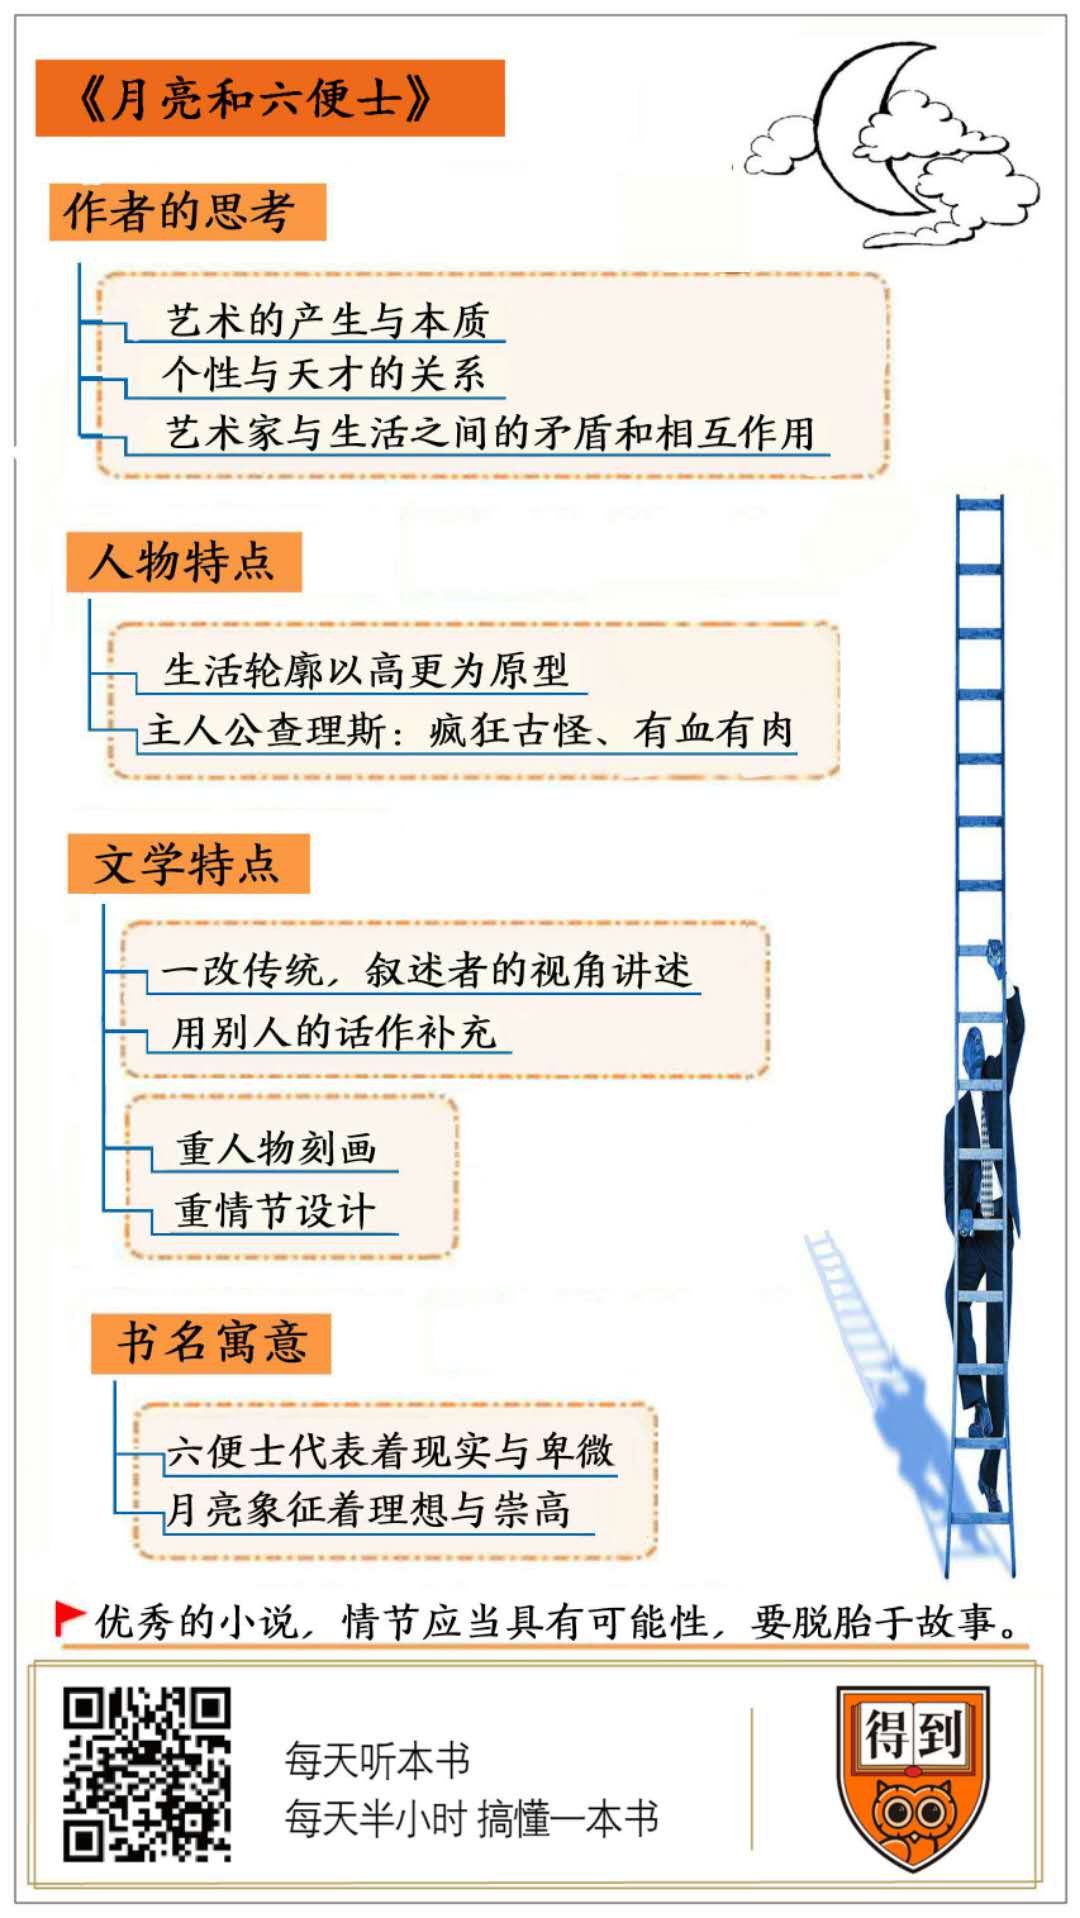 《月亮和六便士》
作者的思考
艺术的产生与本质
个性与天才的关系
艺术家与生活之间的矛盾和相互作用
人物特点
生活轮廓以高更为原型
主人公查理斯：疯狂古怪、有血有肉
文学特点
一改传统，叙述者的视角讲述
用别人的话作补充
重人物刻画
重情节设计
书名寓意
六便士代表着现实与卑微
月亮象征着理想与崇高
优秀的小说，情节应当具有可能性，要脱胎于故事。
每天听本书
每天半小时 搞懂一本书
得到